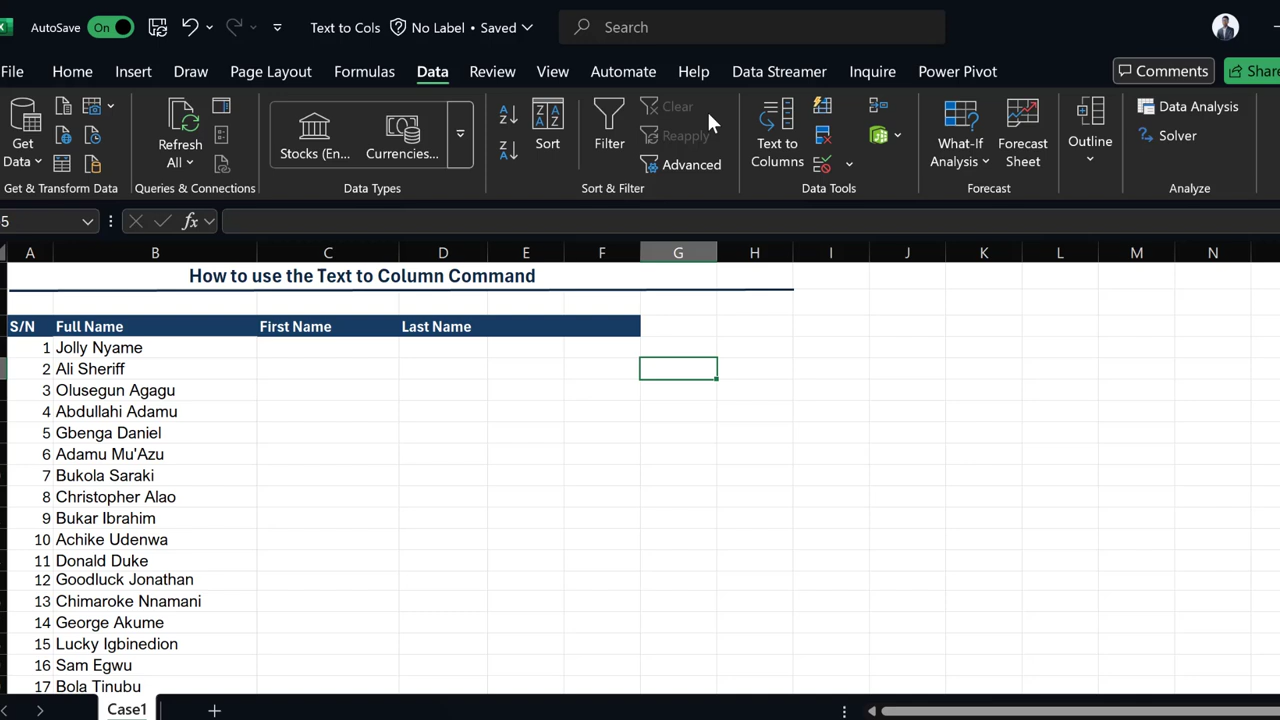 AutoSave On Text to Cols No Label • Saved Search
File Home Insert Draw Page Layout Formulas Data Review View Automate Help Data Streamer Inquire Power Pivot Comments Share
Get Data
Refresh All
Stocks (En...
Currencies...
Sort
Filter
Clear
Reapply
Advanced
Text to Columns
What-If Analysis
Forecast Sheet
Outline
Data Analysis
Solver
Get & Transform Data Queries & Connections Data Types Sort & Filter Data Tools Forecast Analyze
5 fx
A B C D E F G H I J K L M N
How to use the Text to Column Command
S/N Full Name First Name Last Name
1 Jolly Nyame
2 Ali Sheriff
3 Olusegun Agagu
4 Abdullahi Adamu
5 Gbenga Daniel
6 Adamu Mu'Azu
7 Bukola Saraki
8 Christopher Alao
9 Bukar Ibrahim
10 Achike Udenwa
11 Donald Duke
12 Goodluck Jonathan
13 Chimaroke Nnamani
14 George Akume
15 Lucky Igbinedion
16 Sam Egwu
17 Bola Tinubu
Case1